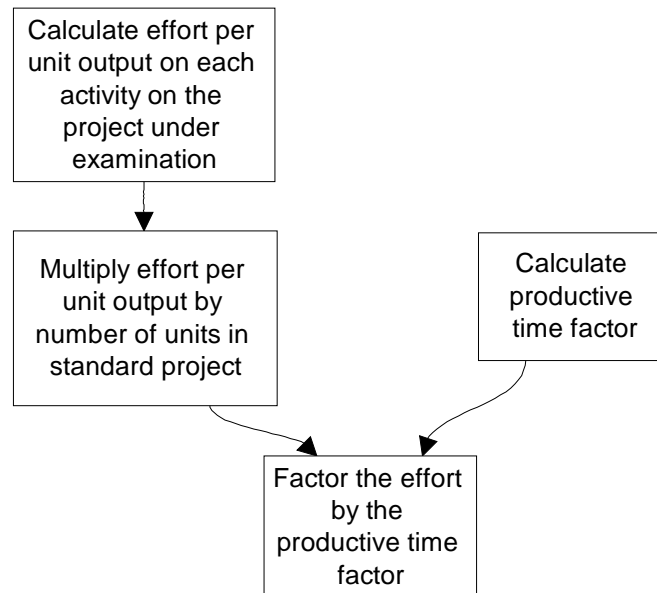 Calculate effort per
unit output on each
activity on the
project under
examination
Multiply effort per
unit output by
number of units in
standard project
Calculate
productive
time factor
Factor the effort
by the
productive time
factor